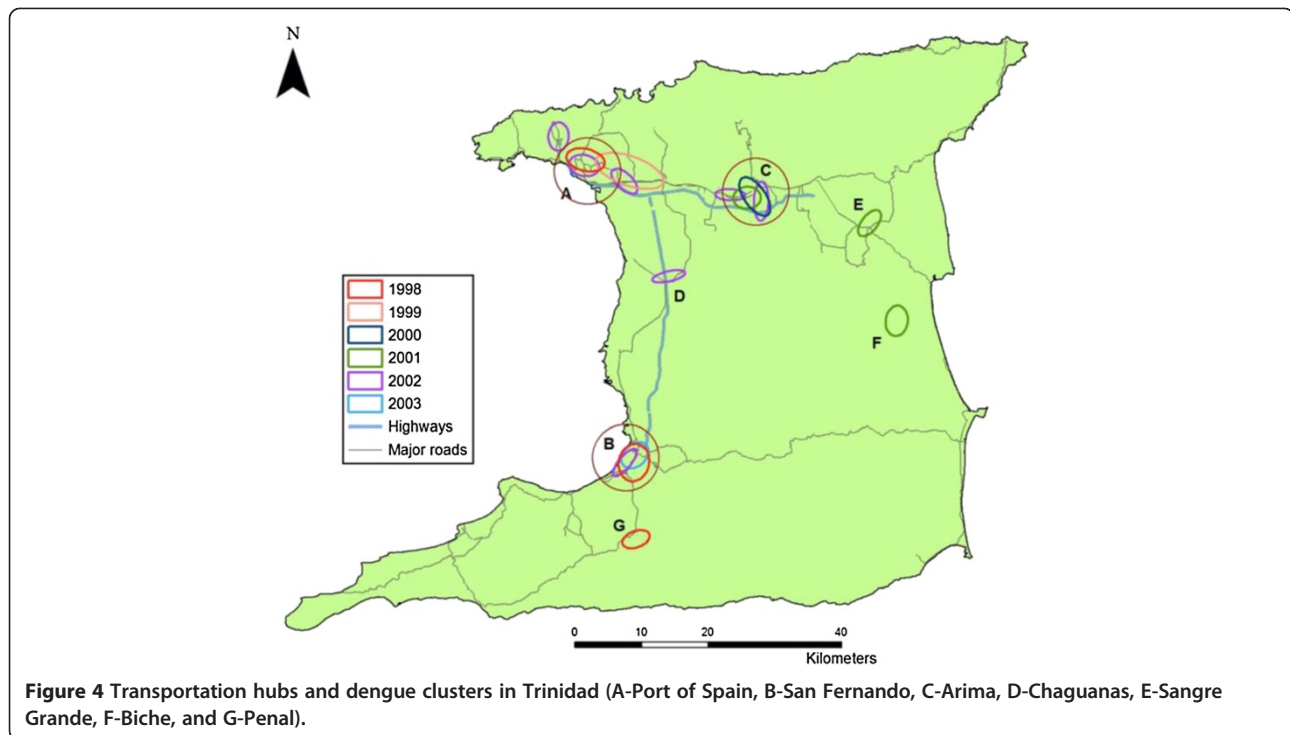 N
A
C
E
D
F
B
G
1998
1999
2000
2001
2002
2003
Highways
Major roads
0 10 20 40
Kilometers
Figure 4 Transportation hubs and dengue clusters in Trinidad (A-Port of Spain, B-San Fernando, C-Arima, D-Chaguanas, E-Sangre
Grande, F-Biche, and G-Penal).